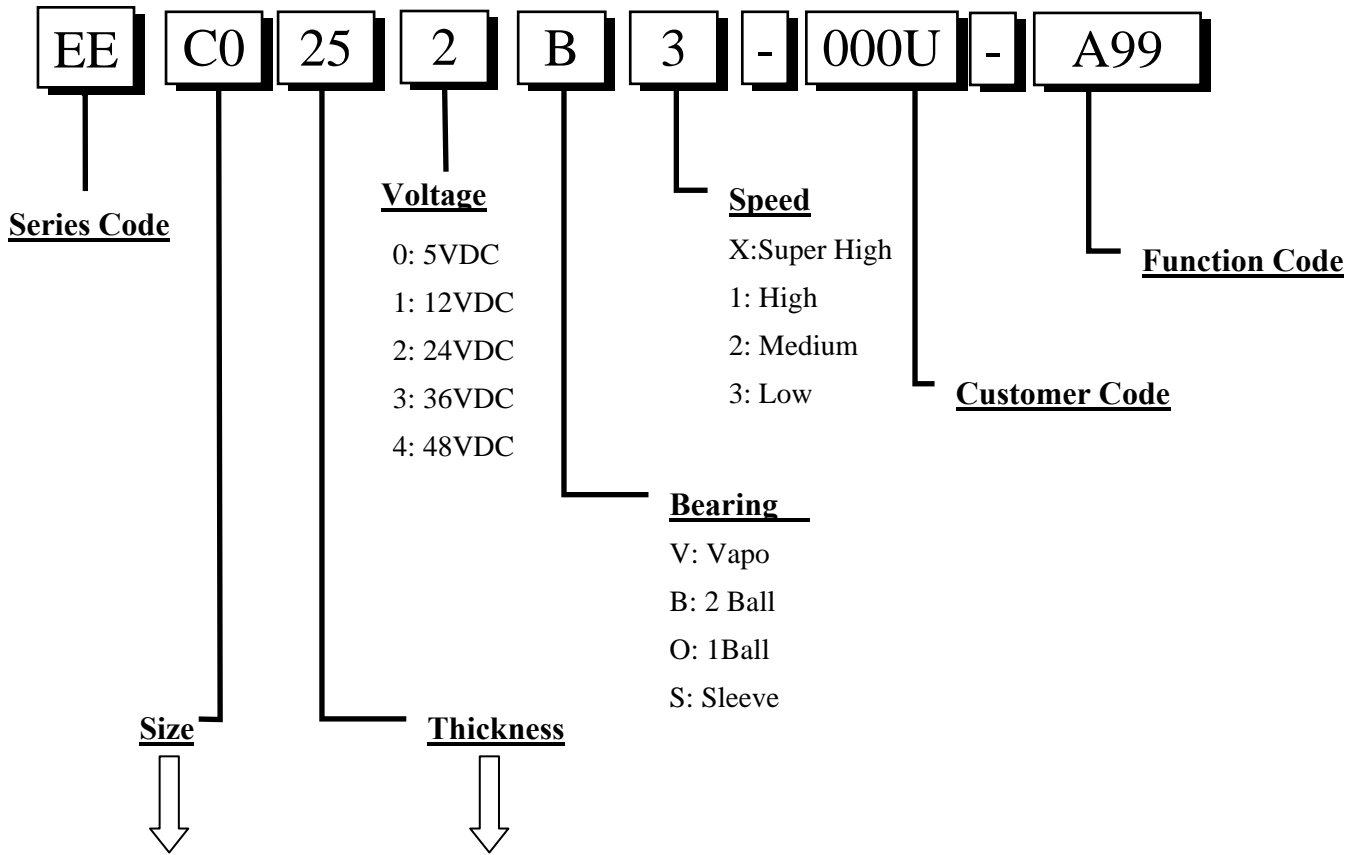 EE C0 25 2 B 3 - 000U - A99
Series Code
Voltage
0: 5VDC
1: 12VDC
2: 24VDC
3: 36VDC
4: 48VDC
Speed
X:Super High
1: High
2: Medium
3: Low
Function Code
Customer Code
Bearing
V: Vapo
B: 2 Ball
O: 1Ball
S: Sleeve
Size
Thickness